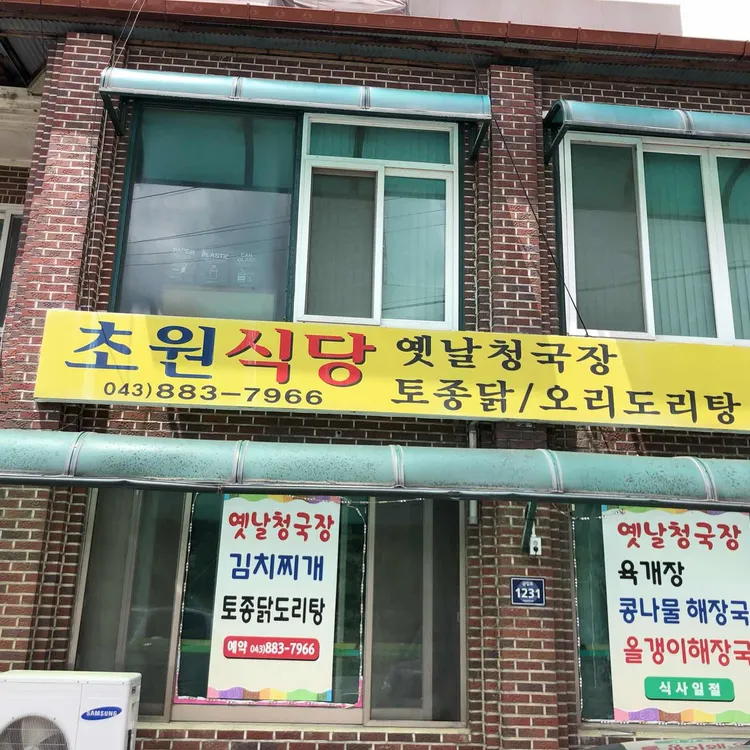 초원식당
043)883-7966
옛날청국장
토종닭/오리도리탕
PLASTIC
CAN
옛날청국장
김치찌개
토종닭도리탕
예약 043)883-7966
1231
옛날청국장
육개장
콩나물 해장국
올갱이해장국
식사일절
SAMSUNG